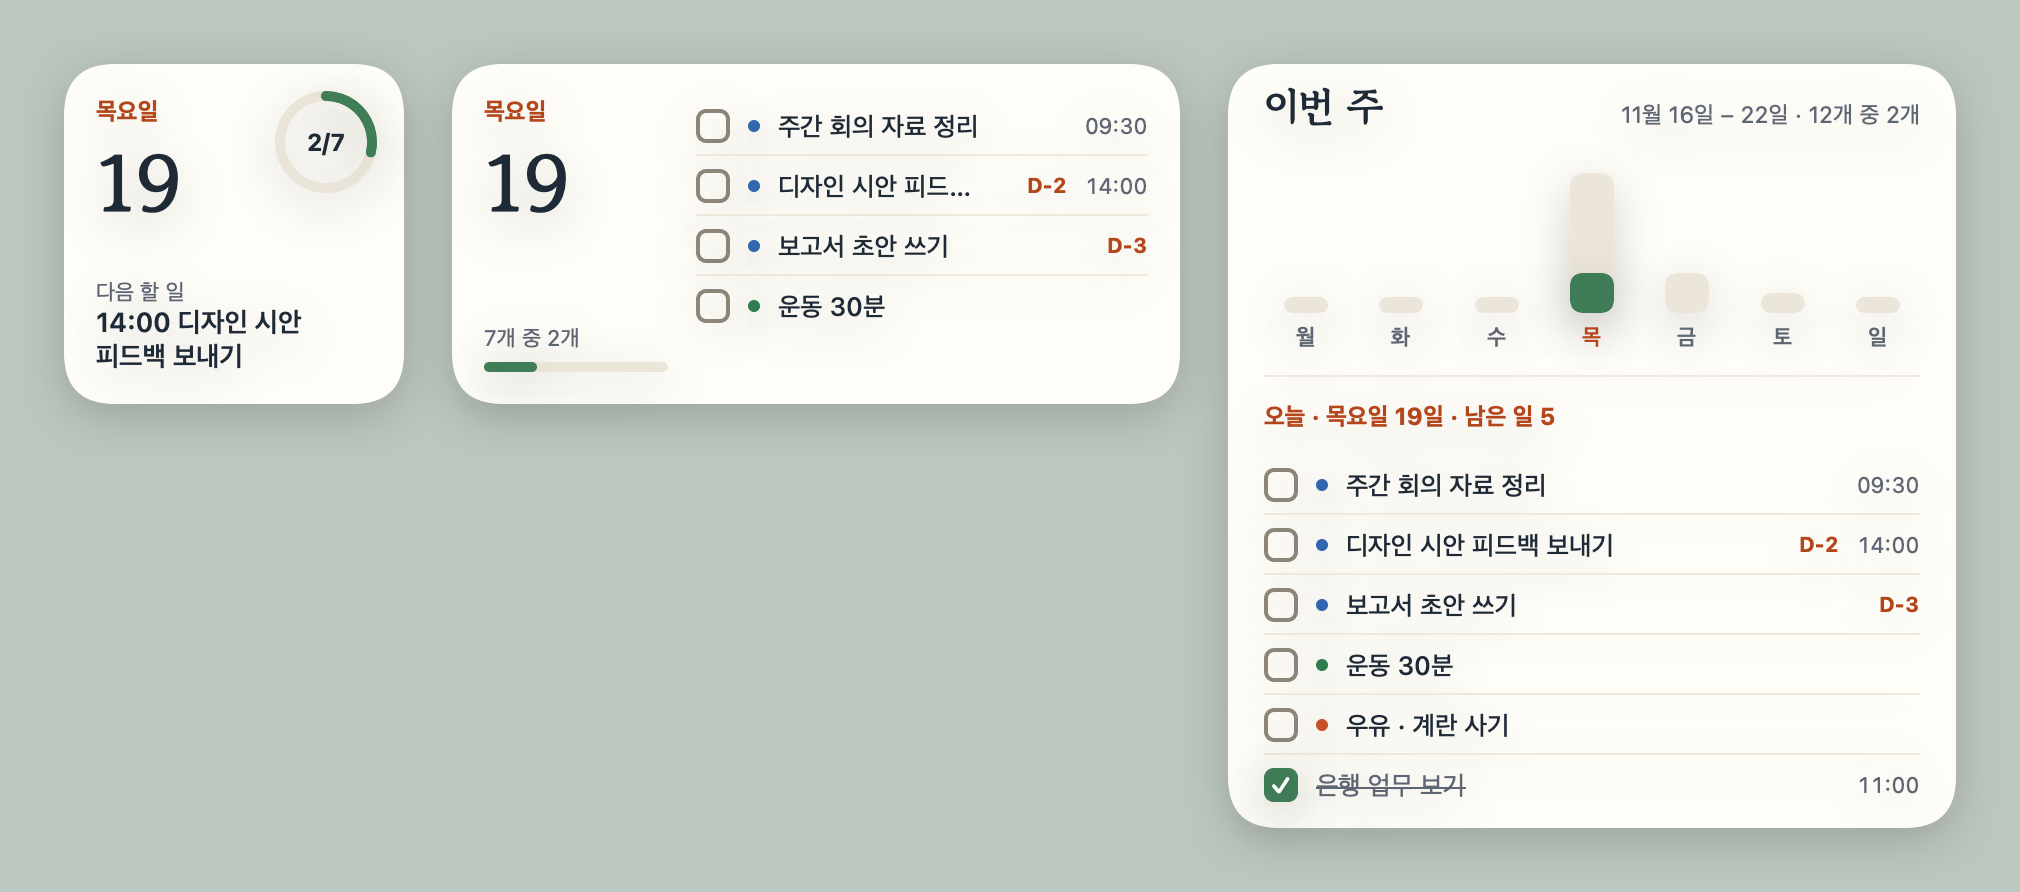 목요일
19
2/7
다음 할 일
14:00 디자인 시안
피드백 보내기
목요일
19
7개 중 2개
주간 회의 자료 정리 09:30
디자인 시안 피드... D-2 14:00
보고서 초안 쓰기 D-3
운동 30분
이번 주
11월 16일 – 22일 · 12개 중 2개
월 화 수 목 금 토 일
오늘 · 목요일 19일 · 남은 일 5
주간 회의 자료 정리 09:30
디자인 시안 피드백 보내기 D-2 14:00
보고서 초안 쓰기 D-3
운동 30분
우유 · 계란 사기
은행 업무 보기 11:00